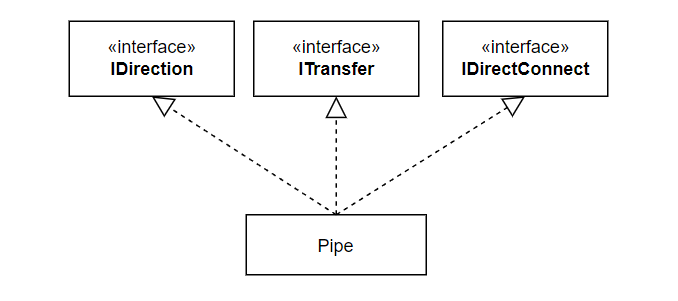 «interface»
IDirection
«interface»
ITransfer
«interface»
IDirectConnect
Pipe